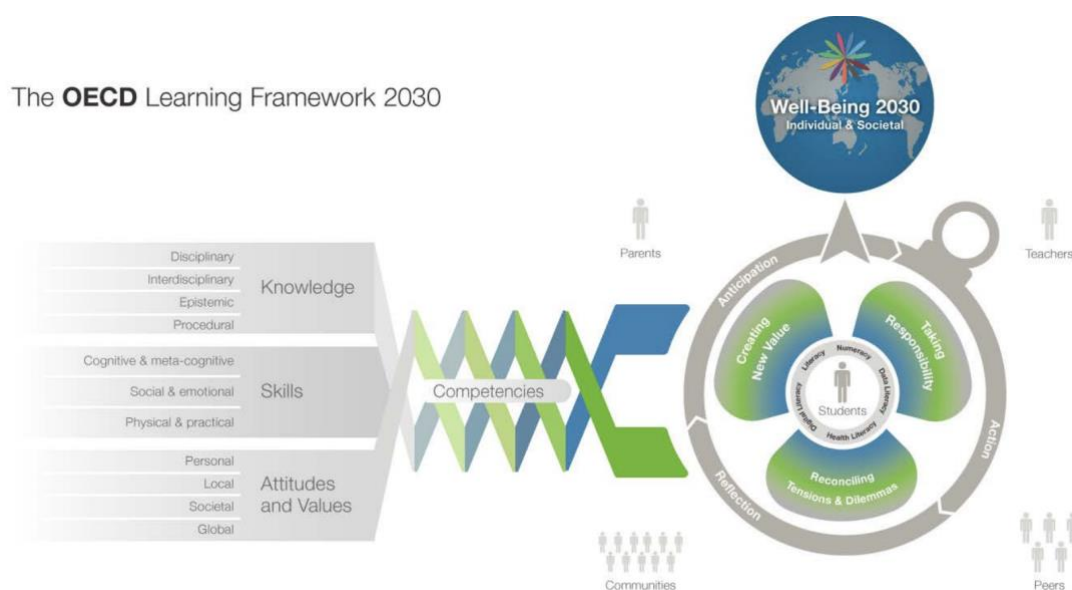 The OECD Learning Framework 2030
Well-Being 2030
Individual & Societal
Parents
Teachers
Disciplinary
Interdisciplinary
Epistemic
Procedural
Knowledge
Cognitive & meta-cognitive
Social & emotional
Physical & practical
Skills
Personal
Local
Societal
Global
Attitudes
and Values
Competencies
Anticipation
Action
Reflection
Creating
New Value
Taking
Responsibility
Reconciling
Tensions & Dilemmas
Literacy
Numeracy
Data Literacy
Health Literacy
Digital Literacy
Students
Communities
Peers